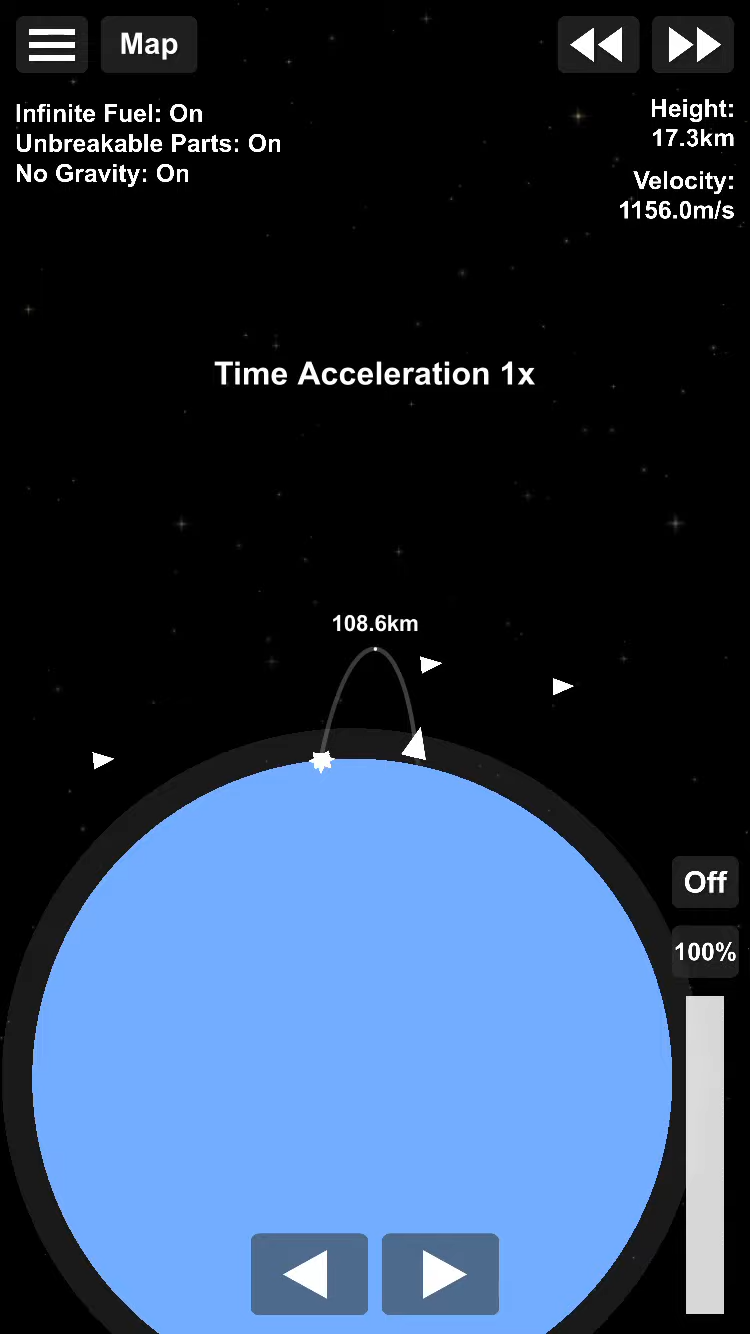 Map
Infinite Fuel: On
Unbreakable Parts: On
No Gravity: On
Height:
17.3km
Velocity:
1156.0m/s
Time Acceleration 1x
108.6km
Off
100%